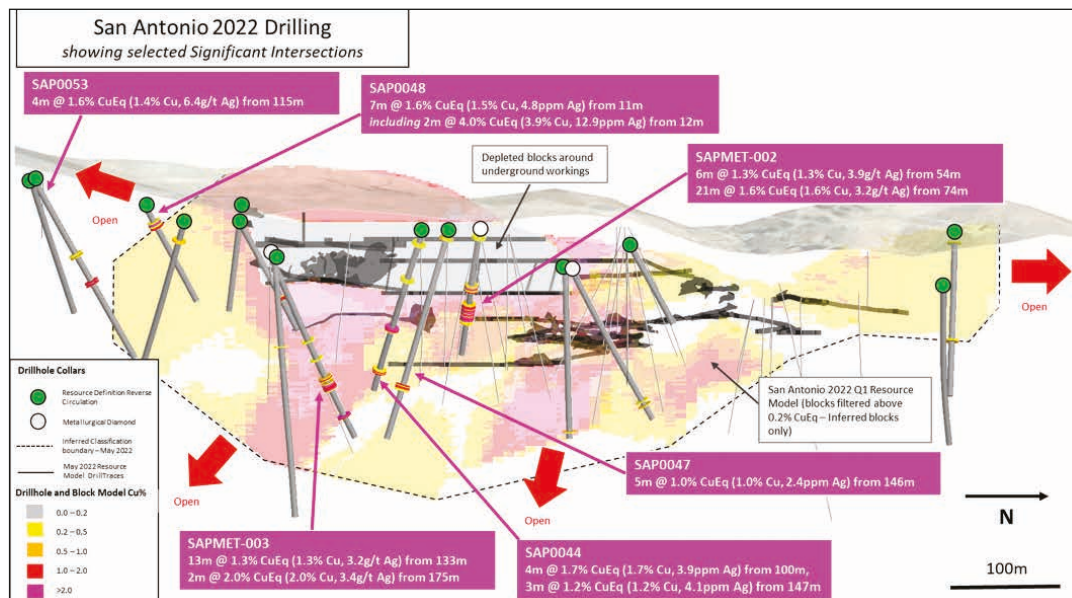 San Antonio 2022 Drilling
showing selected Significant Intersections
SAP0053
4m @ 1.6% CuEq (1.4% Cu, 6.4g/t Ag) from 115m
SAP0048
7m @ 1.6% CuEq (1.5% Cu, 4.8ppm Ag) from 11m
including 2m @ 4.0% CuEq (3.9% Cu, 12.9ppm Ag) from 12m
Depleted blocks around
underground workings
SAPMET-002
6m @ 1.3% CuEq (1.3% Cu, 3.9g/t Ag) from 54m
21m @ 1.6% CuEq (1.6% Cu, 3.2g/t Ag) from 74m
Open
Open
Drillhole Collars
Resource Definition Reverse
Circulation
Metallurgical Diamond
Inferred Classification
boundary – May 2022
May 2022 Resource
Model DrillTraces
Drillhole and Block Model Cu%
0.0 – 0.2
0.2 – 0.5
0.5 – 1.0
1.0 – 2.0
>2.0
San Antonio 2022 Q1 Resource
Model (blocks filtered above
0.2% CuEq – Inferred blocks
only)
Open
Open
SAP0047
5m @ 1.0% CuEq (1.0% Cu, 2.4ppm Ag) from 146m
SAPMET-003
13m @ 1.3% CuEq (1.3% Cu, 3.2g/t Ag) from 133m
2m @ 2.0% CuEq (2.0% Cu, 3.4g/t Ag) from 175m
SAP0044
4m @ 1.7% CuEq (1.7% Cu, 3.9ppm Ag) from 100m,
3m @ 1.2% CuEq (1.2% Cu, 4.1ppm Ag) from 147m
N
100m